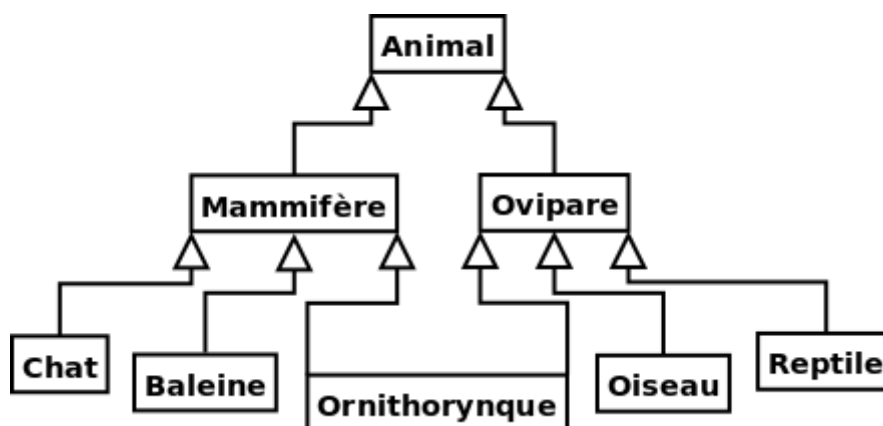 Animal
Mammifère
Ovipare
Chat
Baleine
Ornithorynque
Oiseau
Reptile